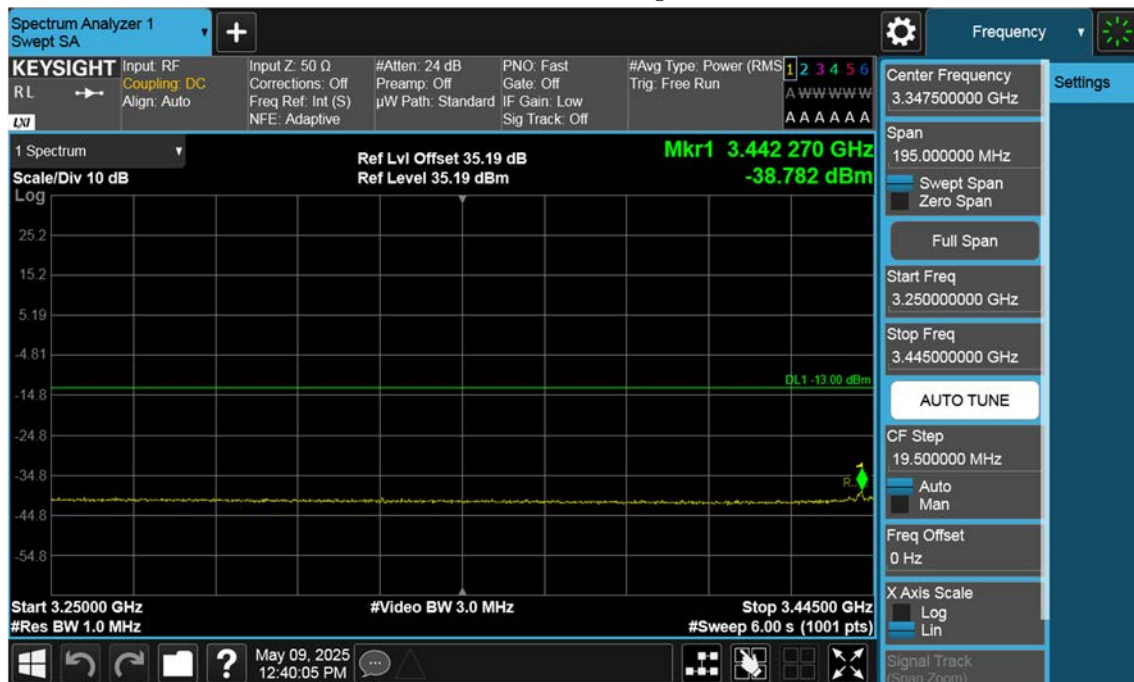 Spectrum Analyzer 1
Swept SA
Frequency
KEYSIGHT
RL
LXI
Input: RF
Coupling: DC
Align: Auto
Input Z: 50 Ω
Corrections: Off
Freq Ref: Int (S)
NFE: Adaptive
#Atten: 24 dB
Preamp: Off
µW Path: Standard
PNO: Fast
Gate: Off
IF Gain: Low
Sig Track: Off
#Avg Type: Power (RMS
Trig: Free Run
1 2 3 4 5 6
A W W W W W
A A A A A A
1 Spectrum
Scale/Div 10 dB
Ref Lvl Offset 35.19 dB
Ref Level 35.19 dBm
Mkr1 3.442 270 GHz
-38.782 dBm
Log
25.2
15.2
5.19
-4.81
-14.8
-24.8
-34.8
-44.8
-54.8
DL1 -13.00 dBm
1
R..
Start 3.25000 GHz
#Res BW 1.0 MHz
#Video BW 3.0 MHz
Stop 3.44500 GHz
#Sweep 6.00 s (1001 pts)
Center Frequency
3.347500000 GHz
Settings
Span
195.000000 MHz
Swept Span
Zero Span
Full Span
Start Freq
3.250000000 GHz
Stop Freq
3.445000000 GHz
AUTO TUNE
CF Step
19.500000 MHz
Auto
Man
Freq Offset
0 Hz
X Axis Scale
Log
Lin
Signal Track
(Span Zoom)
?
May 09, 2025
12:40:05 PM